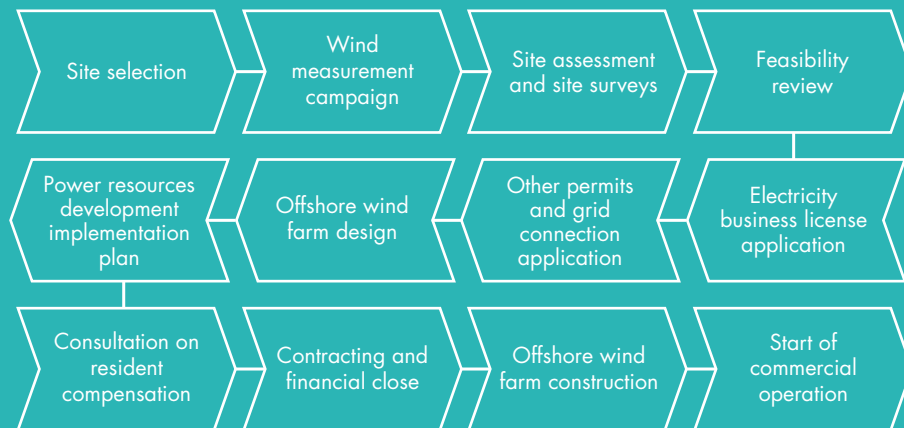 Site selection
Wind
measurement
campaign
Site assessment
and site surveys
Feasibility
review
Electricity
business license
application
Other permits
and grid
connection
application
Offshore wind
farm design
Power resources
development
implementation
plan
Consultation on
resident
compensation
Contracting and
financial close
Offshore wind
farm construction
Start of
commercial
operation